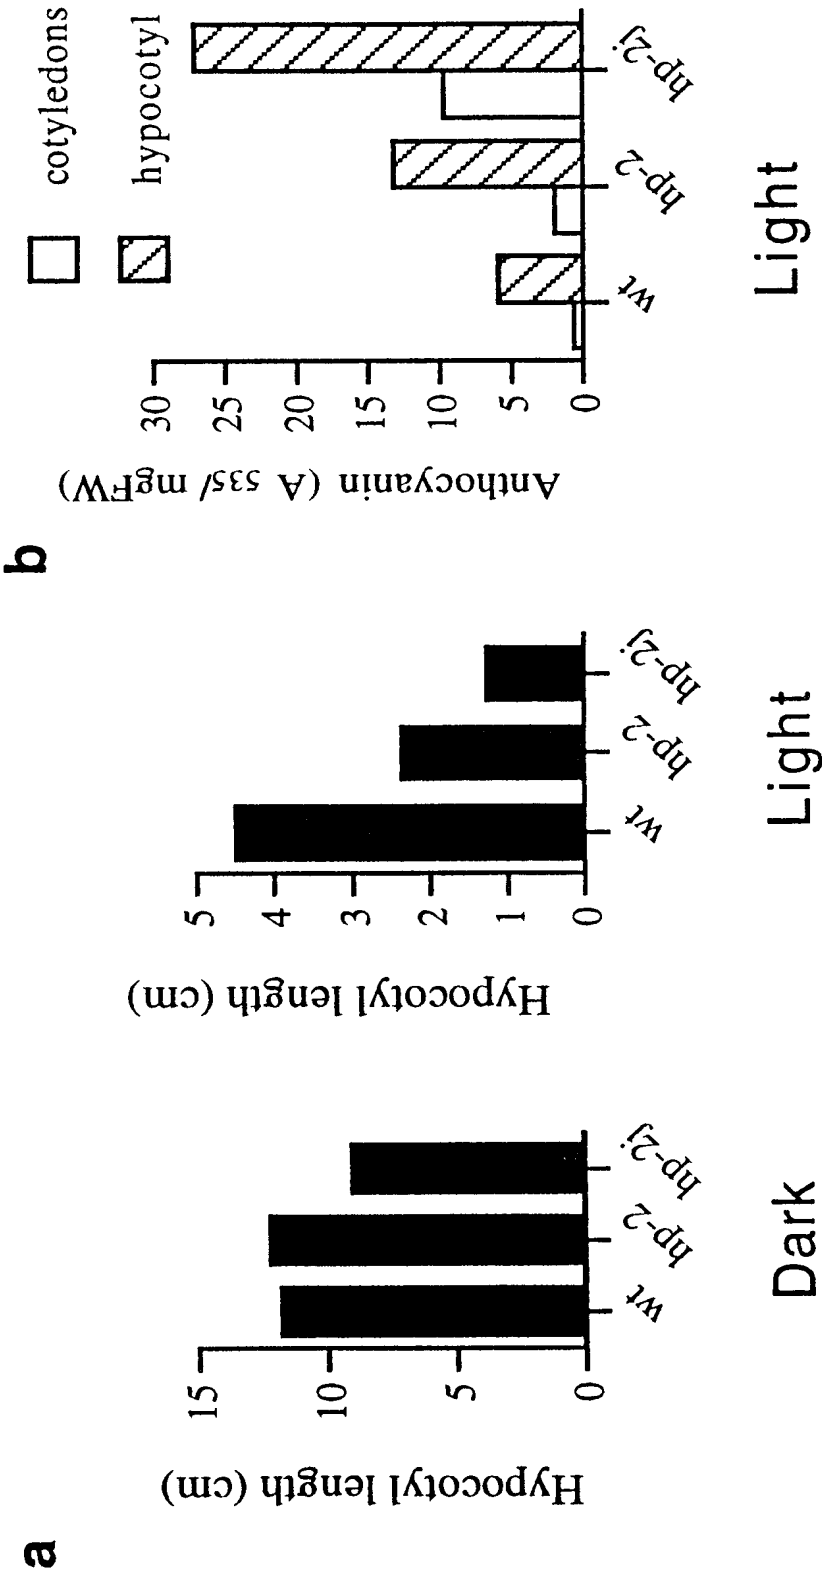 a
Hypocotyl length (cm)
15
10
5
0
wt
hp-2
hp-2j
Dark
Hypocotyl length (cm)
5
4
3
2
1
0
wt
hp-2
hp-2j
Light
b
Anthocyanin (A 535/ mgFW)
30
25
20
15
10
5
0
cotyledons
hypocotyl
wt
hp-2
hp-2j
Light